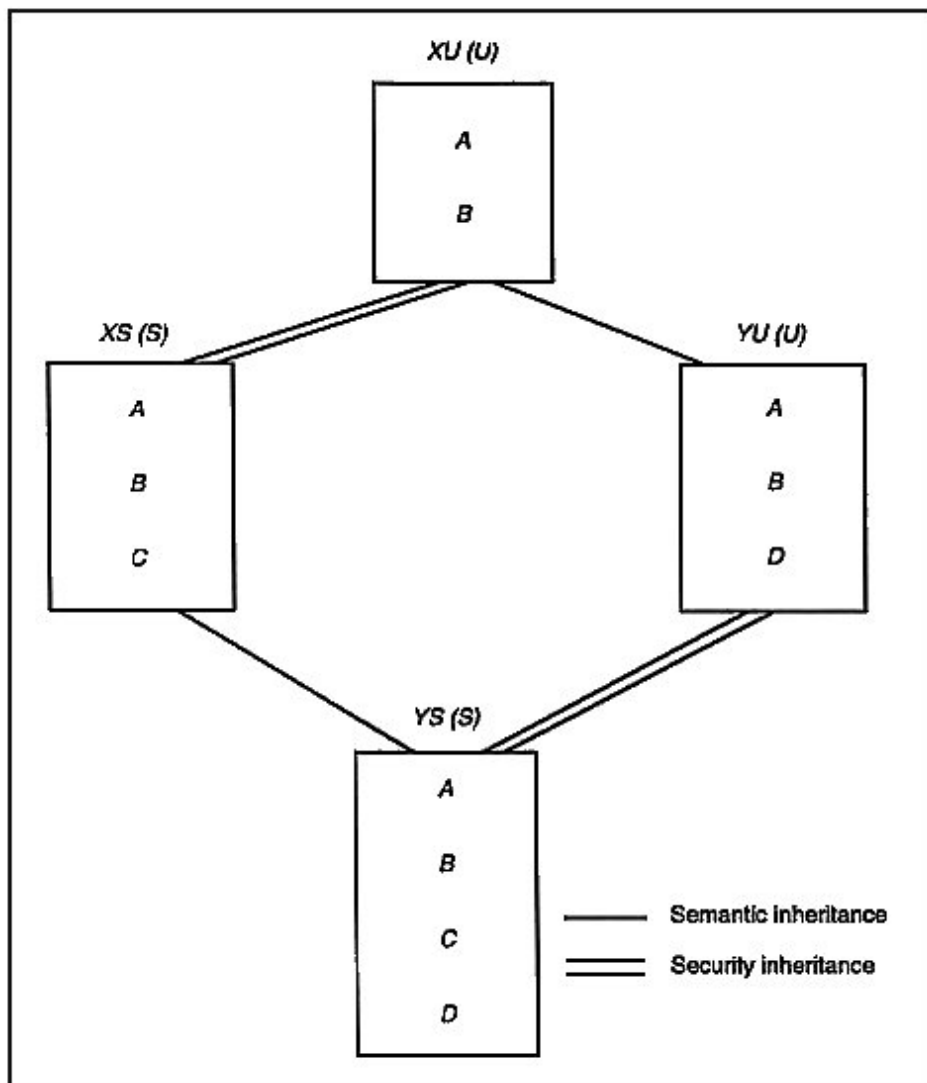 XU (U)
A
B
XS (S)
A
B
C
YU (U)
A
B
D
YS (S)
A
B
C
D
Semantic inheritance
Security inheritance